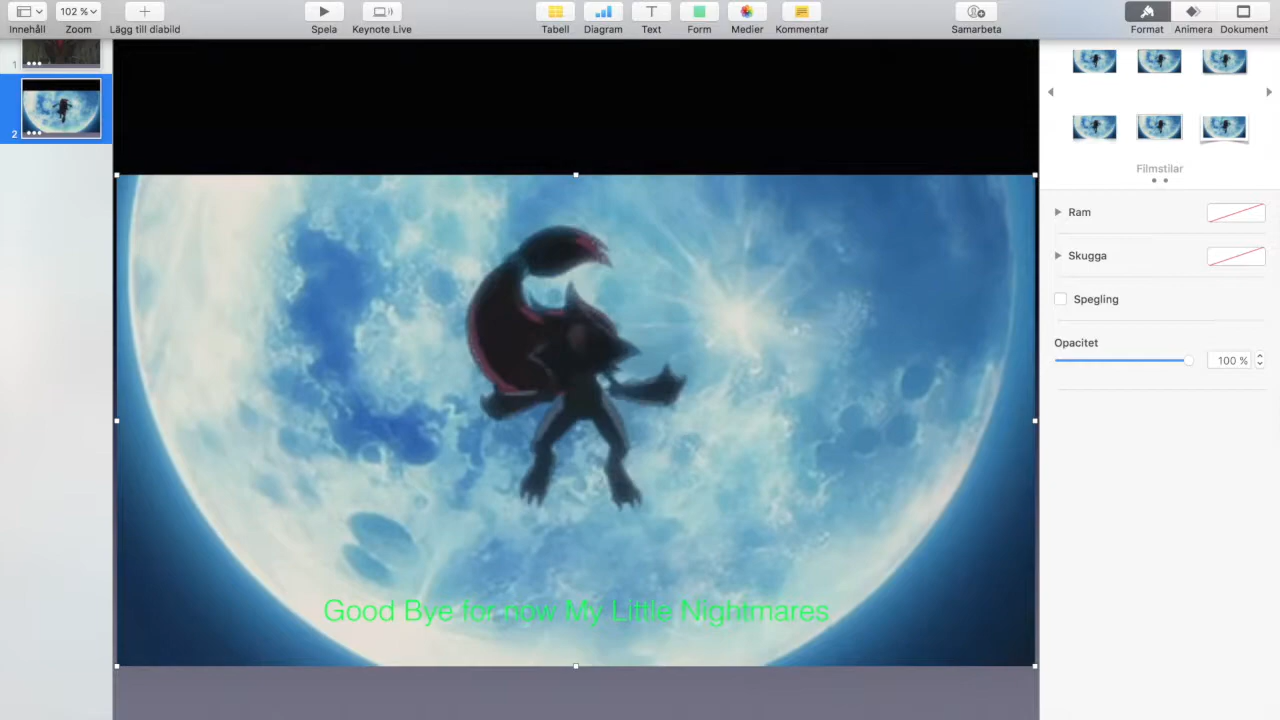 102 %
Innehåll
Zoom
Lägg till diabild
Spela
Keynote Live
Tabell
Diagram
Text
Form
Medier
Kommentar
Samarbeta
Format
Animera
Dokument
1
2
Filmstilar
Ram
Skugga
Spegling
Opacitet
100 %
Good Bye for now My Little Nightmares